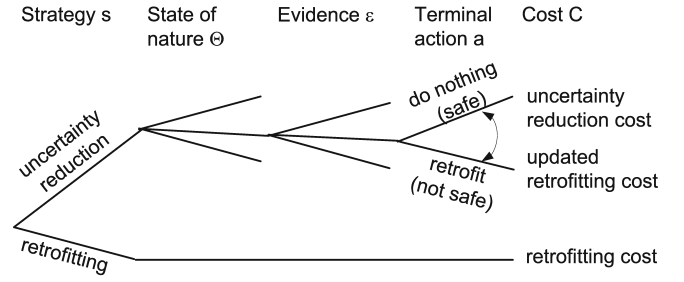 Strategy s
State of
nature Θ
Evidence ε
Terminal
action a
Cost C
uncertainty
reduction
do nothing
(safe)
uncertainty
reduction cost
retrofit
(not safe)
updated
retrofitting cost
retrofitting
retrofitting cost